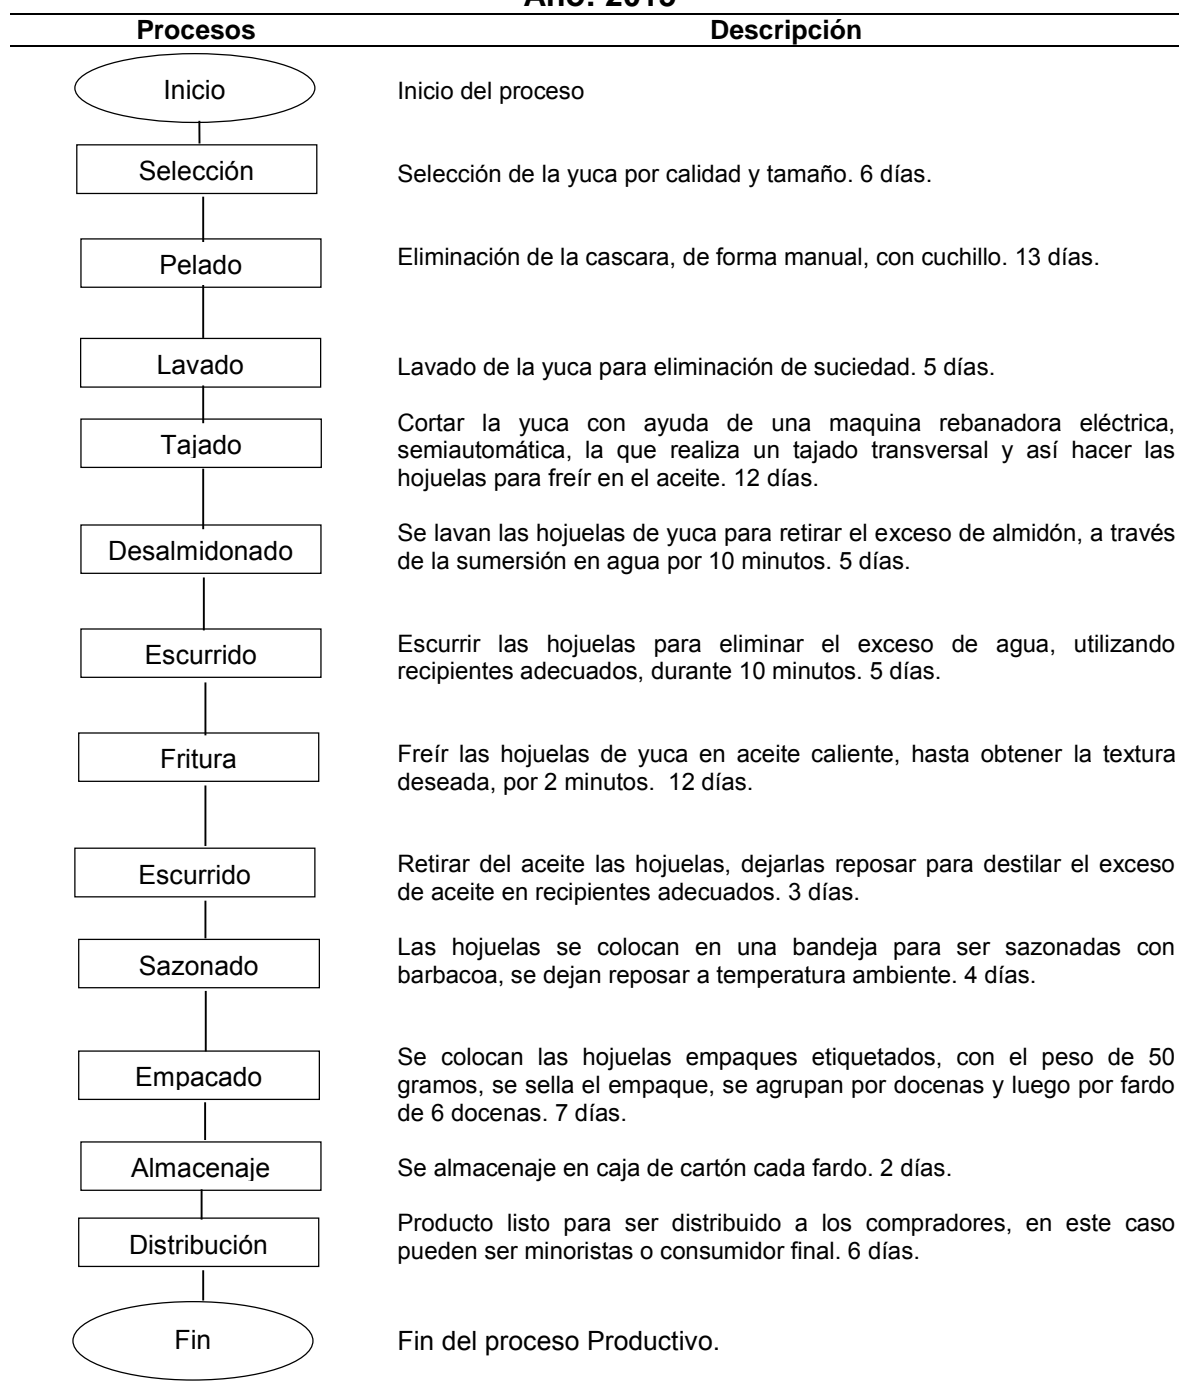 Año: 2015
Procesos Descripción
Inicio Inicio del proceso
Selección Selección de la yuca por calidad y tamaño. 6 días.
Pelado Eliminación de la cascara, de forma manual, con cuchillo. 13 días.
Lavado Lavado de la yuca para eliminación de suciedad. 5 días.
Tajado
Cortar la yuca con ayuda de una maquina rebanadora eléctrica,
semiautomática, la que realiza un tajado transversal y así hacer las
hojuelas para freír en el aceite. 12 días.
Desalmidonado
Se lavan las hojuelas de yuca para retirar el exceso de almidón, a través
de la sumersión en agua por 10 minutos. 5 días.
Escurrido
Escurrir las hojuelas para eliminar el exceso de agua, utilizando
recipientes adecuados, durante 10 minutos. 5 días.
Fritura
Freír las hojuelas de yuca en aceite caliente, hasta obtener la textura
deseada, por 2 minutos. 12 días.
Escurrido
Retirar del aceite las hojuelas, dejarlas reposar para destilar el exceso
de aceite en recipientes adecuados. 3 días.
Sazonado
Las hojuelas se colocan en una bandeja para ser sazonadas con
barbacoa, se dejan reposar a temperatura ambiente. 4 días.
Empacado
Se colocan las hojuelas empaques etiquetados, con el peso de 50
gramos, se sella el empaque, se agrupan por docenas y luego por fardo
de 6 docenas. 7 días.
Almacenaje Se almacenaje en caja de cartón cada fardo. 2 días.
Distribución
Producto listo para ser distribuido a los compradores, en este caso
pueden ser minoristas o consumidor final. 6 días.
Fin Fin del proceso Productivo.